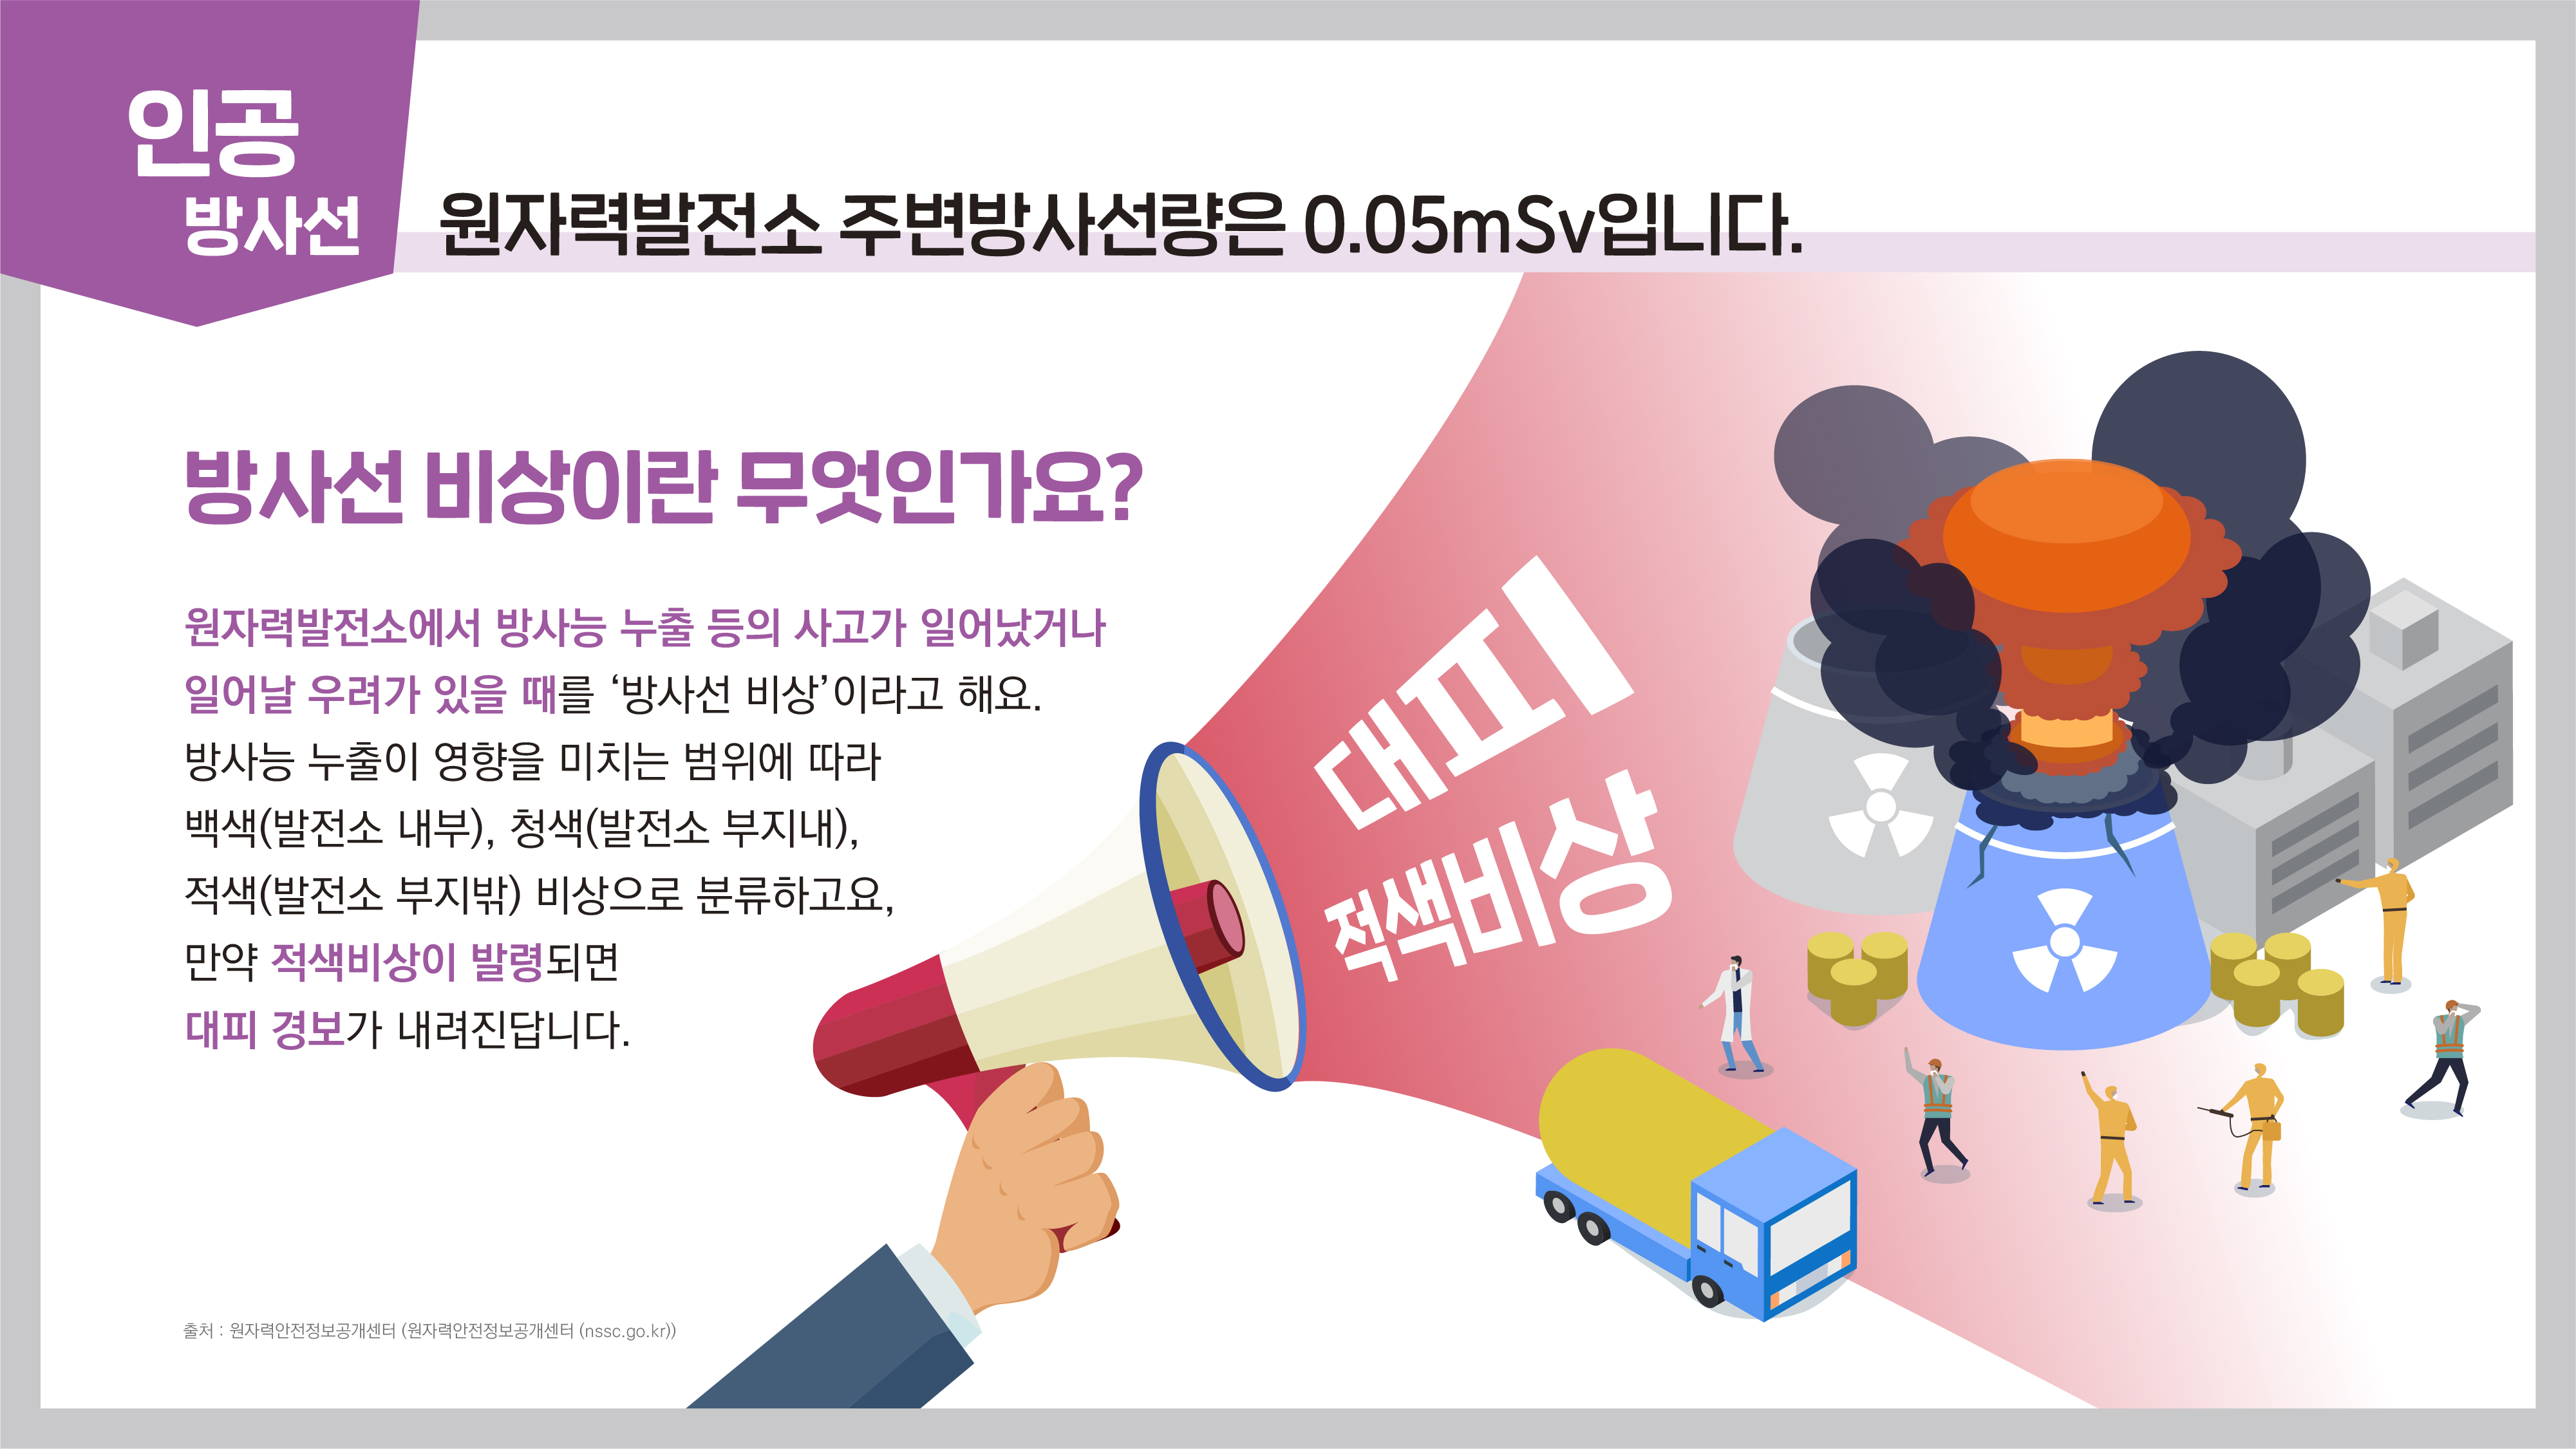 인공
방사선
원자력발전소 주변방사선량은 0.05mSv입니다.
방사선 비상이란 무엇인가요?
원자력발전소에서 방사능 누출 등의 사고가 일어났거나
일어날 우려가 있을 때를 ‘방사선 비상’이라고 해요.
방사능 누출이 영향을 미치는 범위에 따라
백색(발전소 내부), 청색(발전소 부지내),
적색(발전소 부지밖) 비상으로 분류하고요,
만약 적색비상이 발령되면
대피 경보가 내려진답니다.
대피
적색비상
출처 : 원자력안전정보공개센터 (원자력안전정보공개센터 (nssc.go.kr))